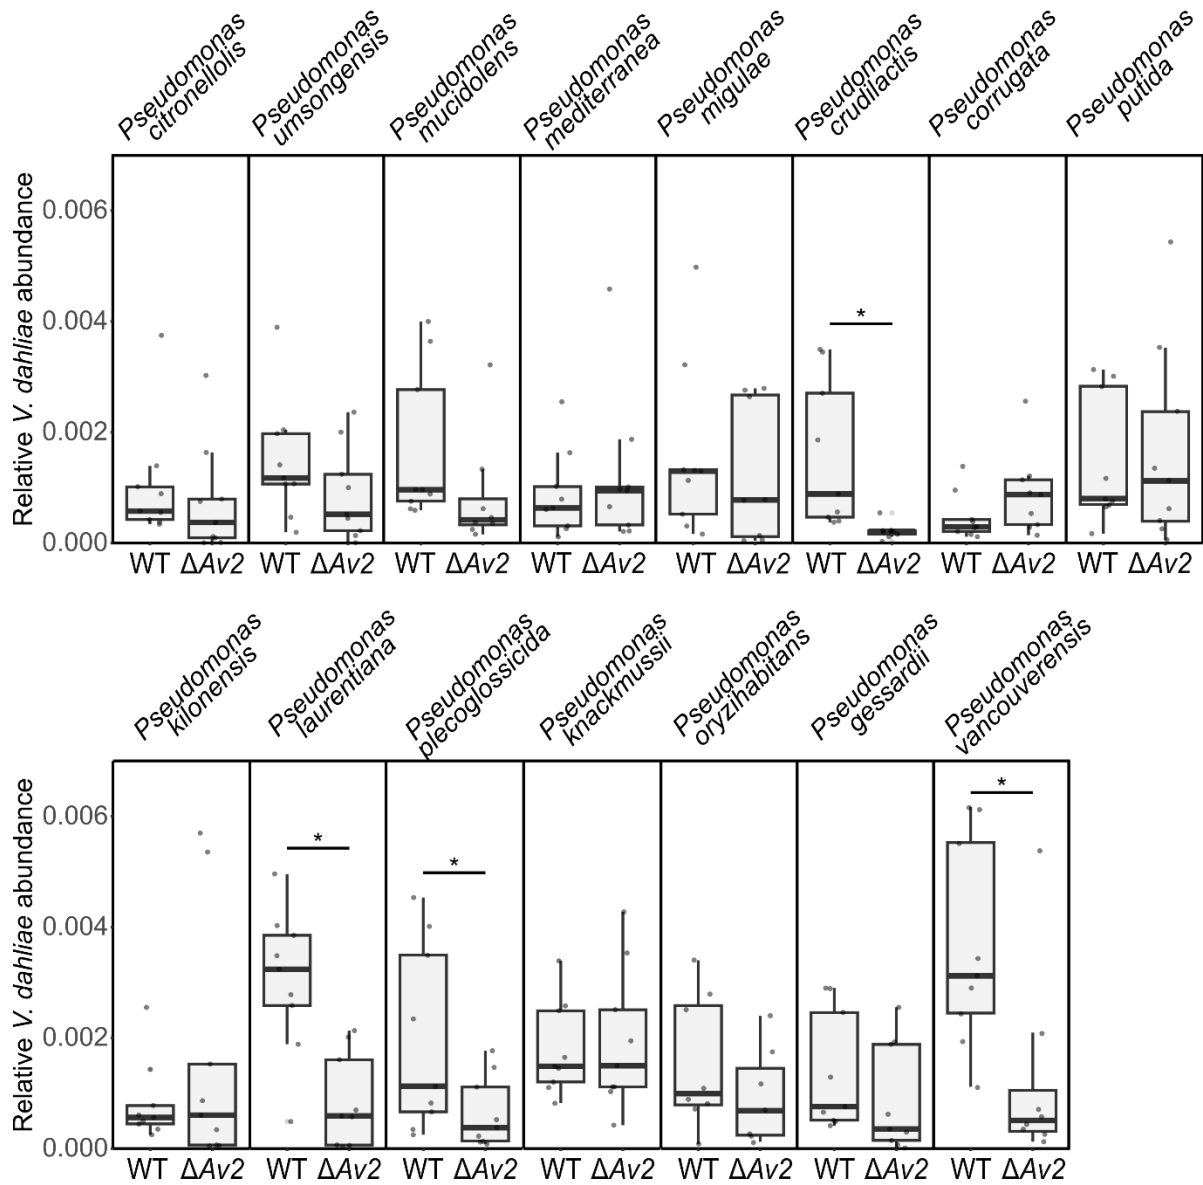 Pseudomonas
citronellolis
Pseudomonas
umsongensis
Pseudomonas
mucidolens
Pseudomonas
mediterranea
Pseudomonas
migulae
Pseudomonas
crudilactis
Pseudomonas
corrugata
Pseudomonas
putida
Relative V. dahliae abundance
0.006
0.004
0.002
0.000
*
WT ΔAv2 WT ΔAv2 WT ΔAv2 WT ΔAv2 WT ΔAv2 WT ΔAv2 WT ΔAv2 WT ΔAv2
Pseudomonas
kilonensis
Pseudomonas
laurentiana
Pseudomonas
plecoglossicida
Pseudomonas
knackmussii
Pseudomonas
oryzihabitans
Pseudomonas
gessardii
Pseudomonas
vancouverensis
Relative V. dahliae abundance
0.006
0.004
0.002
0.000
*
*
*
WT ΔAv2 WT ΔAv2 WT ΔAv2 WT ΔAv2 WT ΔAv2 WT ΔAv2 WT ΔAv2